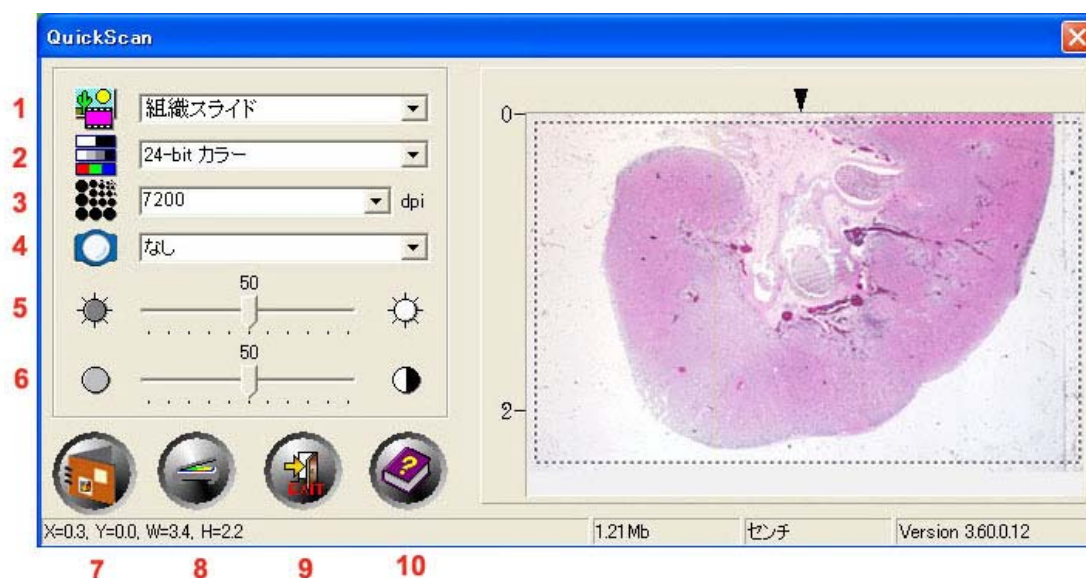 QuickScan
1 組織スライド
2 24-bit カラー
3 7200 dpi
4 なし
5 50
6 50
0
2
EXIT
?
X=0.3, Y=0.0, W=3.4, H=2.2 1.21Mb センチ Version 3.60.0.12
7 8 9 10